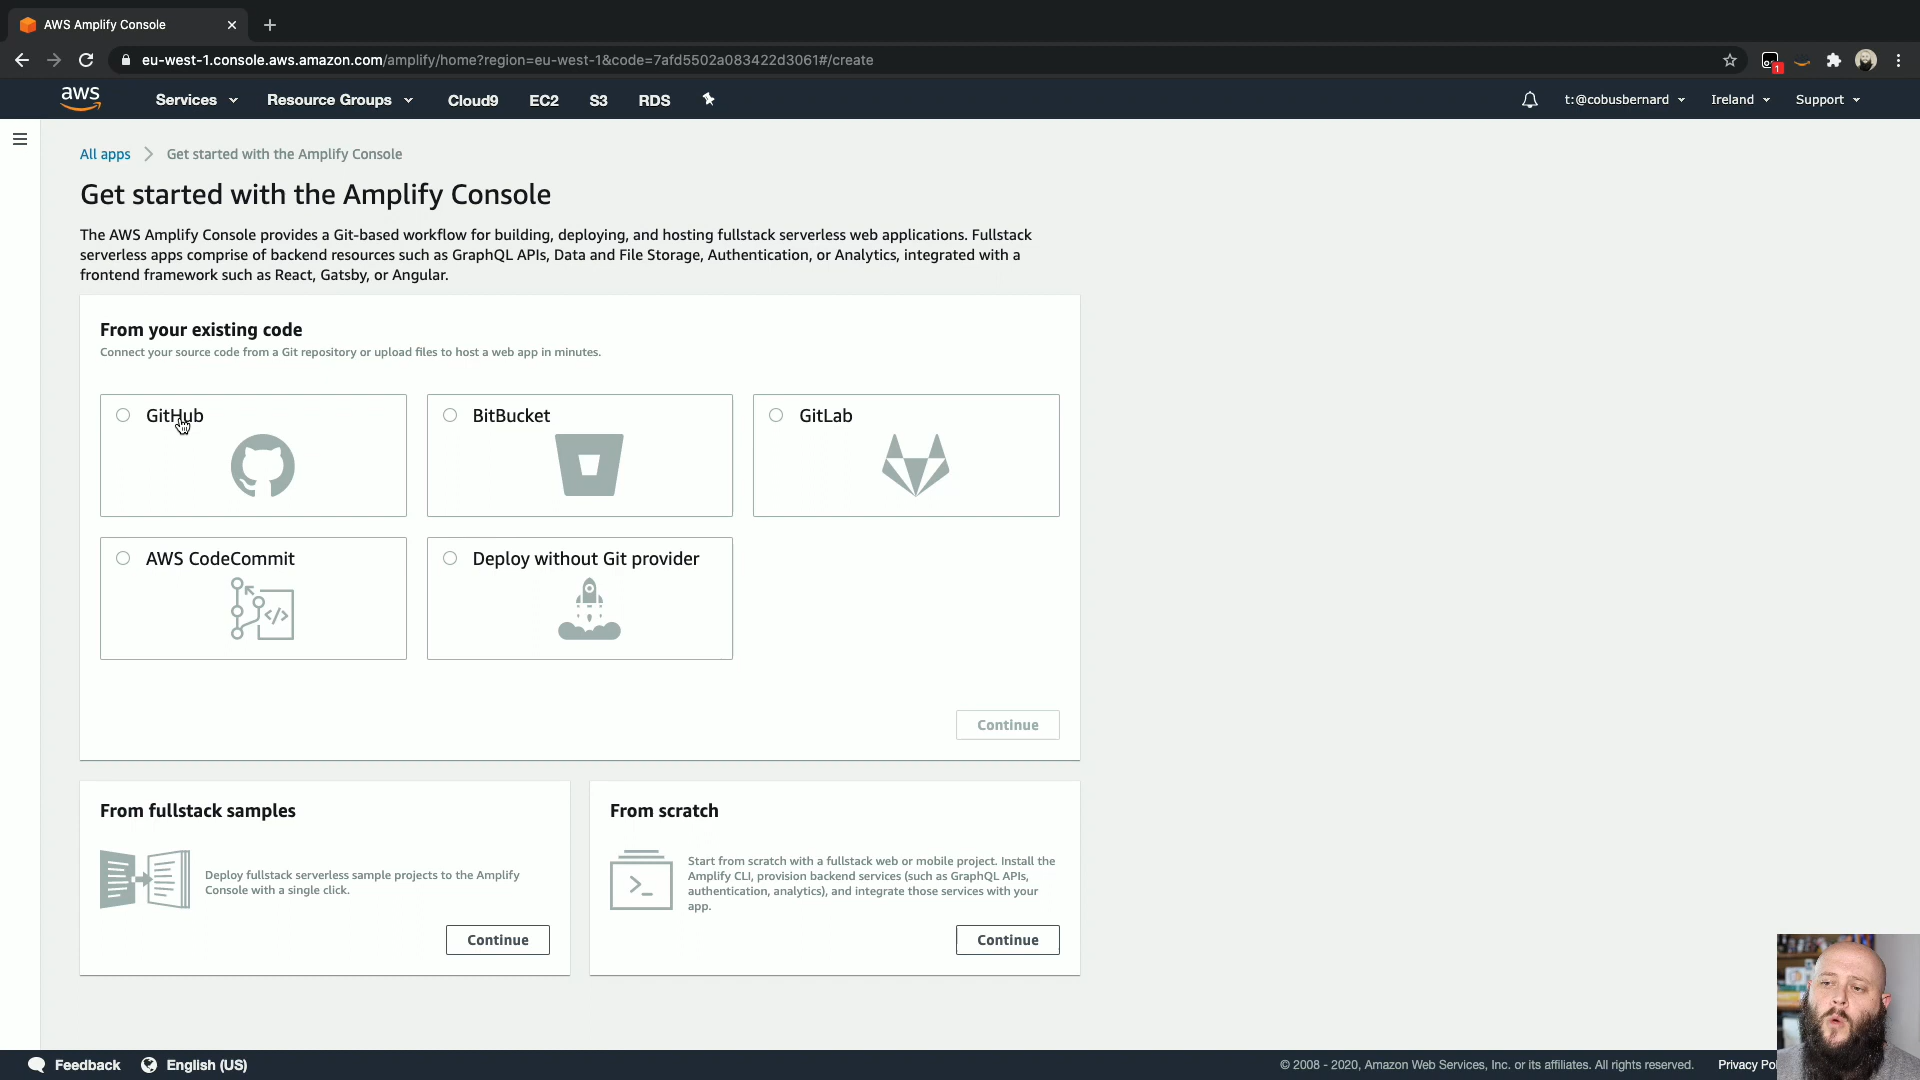 AWS Amplify Console
eu-west-1.console.aws.amazon.com/amplify/home?region=eu-west-1&code=7afd5502a083422d3061#/create
1
aws
Services
Resource Groups
Cloud9
EC2
S3
RDS
t:@cobusbernard
Ireland
Support
All apps
Get started with the Amplify Console
Get started with the Amplify Console
The AWS Amplify Console provides a Git-based workflow for building, deploying, and hosting fullstack serverless web applications. Fullstack
serverless apps comprise of backend resources such as GraphQL APIs, Data and File Storage, Authentication, or Analytics, integrated with a
frontend framework such as React, Gatsby, or Angular.
From your existing code
Connect your source code from a Git repository or upload files to host a web app in minutes.
GitHub
BitBucket
GitLab
AWS CodeCommit
Deploy without Git provider
Continue
From fullstack samples
Deploy fullstack serverless sample projects to the Amplify
Console with a single click.
Continue
From scratch
Start from scratch with a fullstack web or mobile project. Install the
Amplify CLI, provision backend services (such as GraphQL APIs,
authentication, analytics), and integrate those services with your
app.
Continue
Feedback
English (US)
© 2008 - 2020, Amazon Web Services, Inc. or its affiliates. All rights reserved.
Privacy Pol